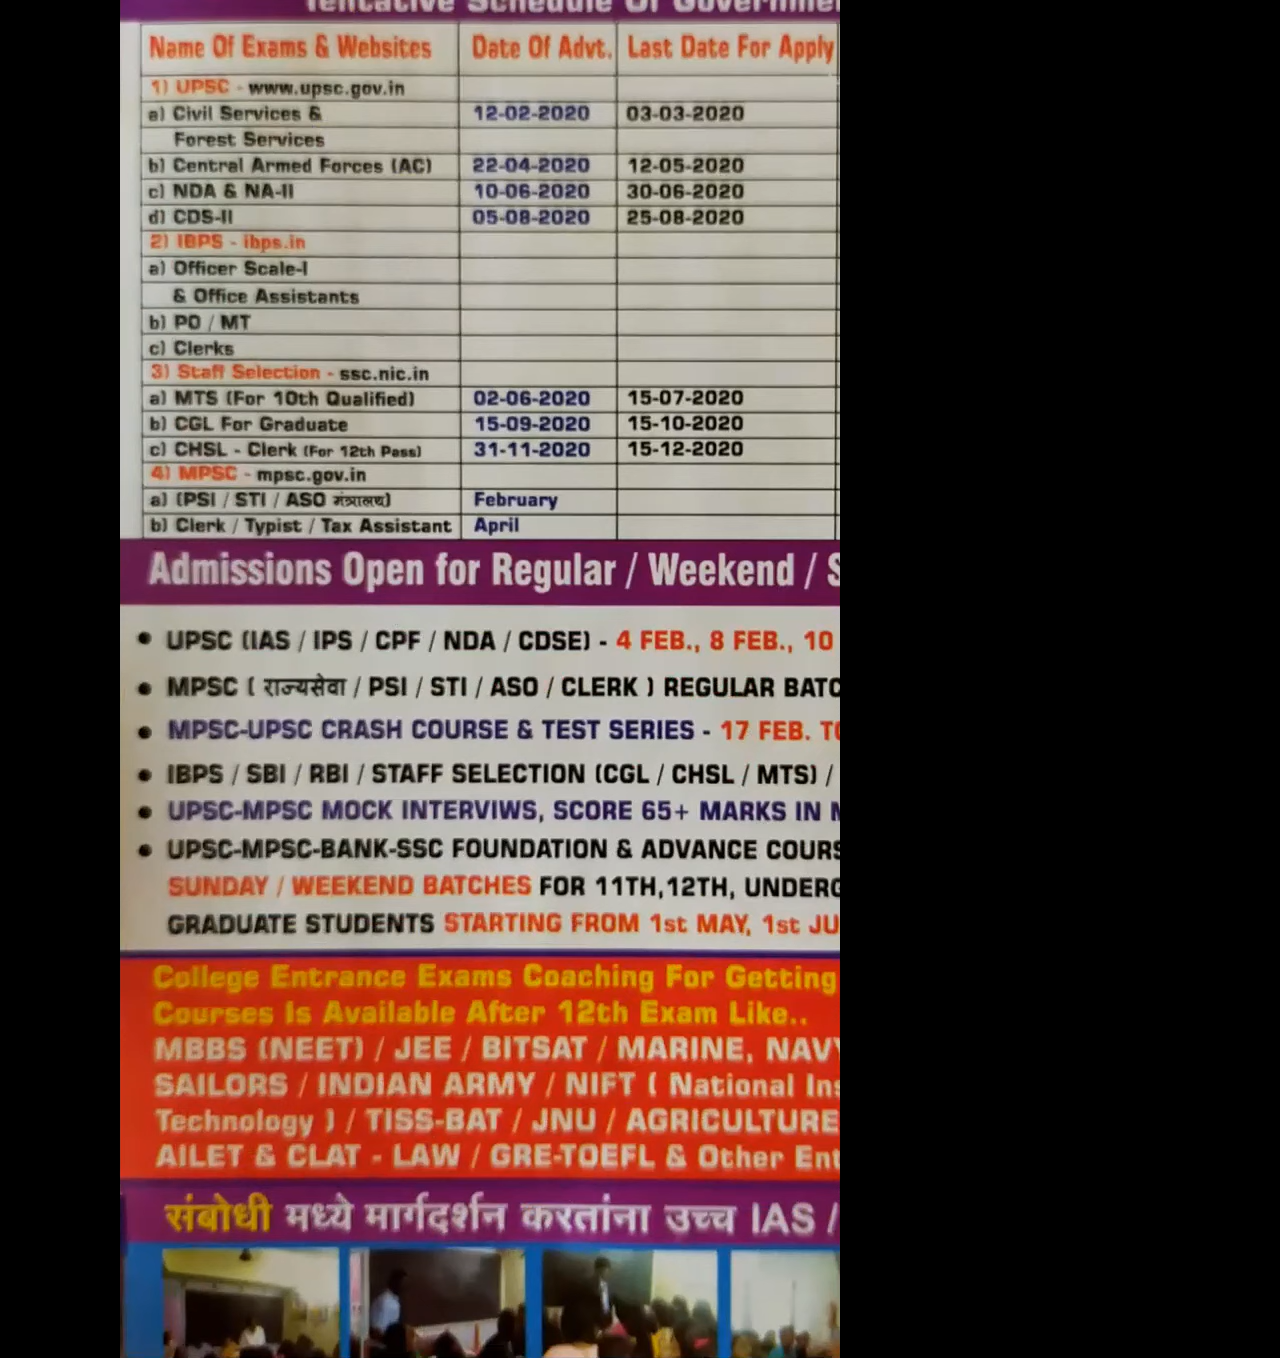 Tentative Schedule Of
Name Of Exams & Websites Date Of Advt. Last Date For Apply
1) UPSC - www.upsc.gov.in
a) Civil Services & 12-02-2020 03-03-2020
Forest Services
b) Central Armed Forces (AC) 22-04-2020 12-05-2020
c) NDA & NA-II 10-06-2020 30-06-2020
d) CDS-II 05-08-2020 25-08-2020
2) IBPS - ibps.in
a) Officer Scale-I
& Office Assistants
b) PO / MT
c) Clerks
3) Staff Selection - ssc.nic.in
a) MTS (For 10th Qualified) 02-06-2020 15-07-2020
b) CGL For Graduate 15-09-2020 15-10-2020
c) CHSL - Clerk (For 12th Pass) 31-11-2020 15-12-2020
4) MPSC - mpsc.gov.in
a) (PSI / STI / ASO मंत्रालय) February
b) Clerk / Typist / Tax Assistant April
Admissions Open for Regular / Weekend /
• UPSC (IAS / IPS / CPF / NDA / CDSE) - 4 FEB., 8 FEB., 10
• MPSC ( राज्यसेवा / PSI / STI / ASO / CLERK ) REGULAR
• MPSC-UPSC CRASH COURSE & TEST SERIES - 17 FEB.
• IBPS / SBI / RBI / STAFF SELECTION (CGL / CHSL / MTS) /
• UPSC-MPSC MOCK INTERVIWS, SCORE 65+ MARKS IN
• UPSC-MPSC-BANK-SSC FOUNDATION & ADVANCE
SUNDAY / WEEKEND BATCHES FOR 11TH,12TH,
GRADUATE STUDENTS STARTING FROM 1st MAY, 1st
College Entrance Exams Coaching For Getting
Courses Is Available After 12th Exam Like..
MBBS (NEET) / JEE / BITSAT / MARINE,
SAILORS / INDIAN ARMY / NIFT ( National
Technology ) / TISS-BAT / JNU / AGRICULTURE
AILET & CLAT - LAW / GRE-TOEFL & Other
संबोधी मध्ये मार्गदर्शन करतांना उच्च IAS /